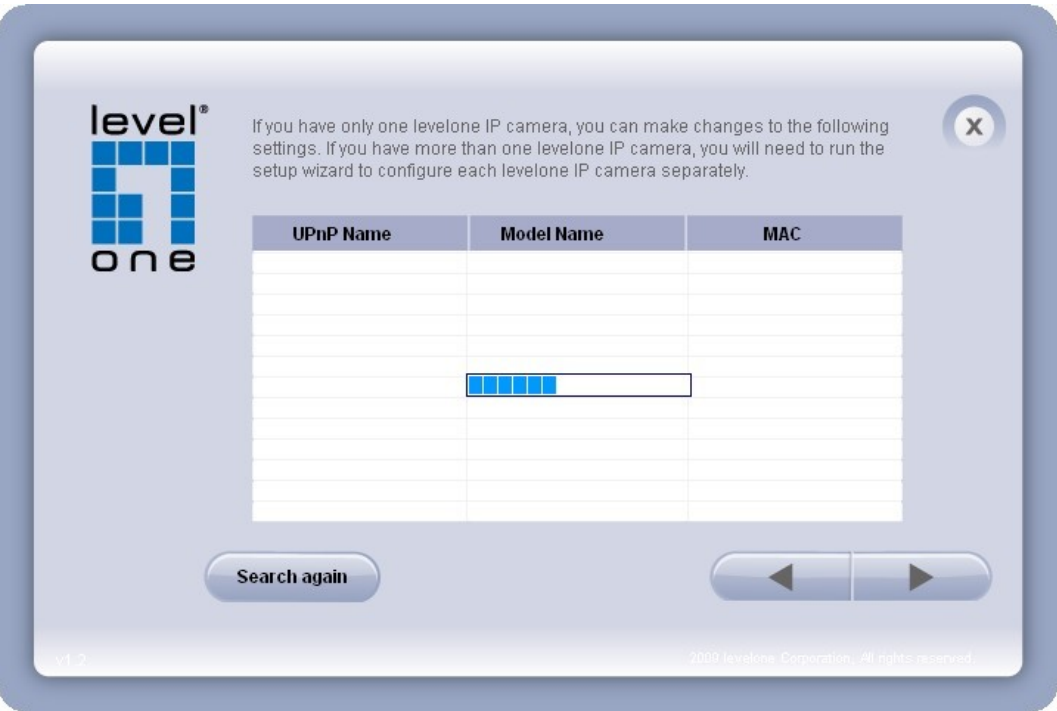 level®
one
If you have only one levelone IP camera, you can make changes to the following
settings. If you have more than one levelone IP camera, you will need to run the
setup wizard to configure each levelone IP camera separately.
X
UPnP Name Model Name MAC
Search again
v1.2
2009 levelone Corporation. All rights reserved.